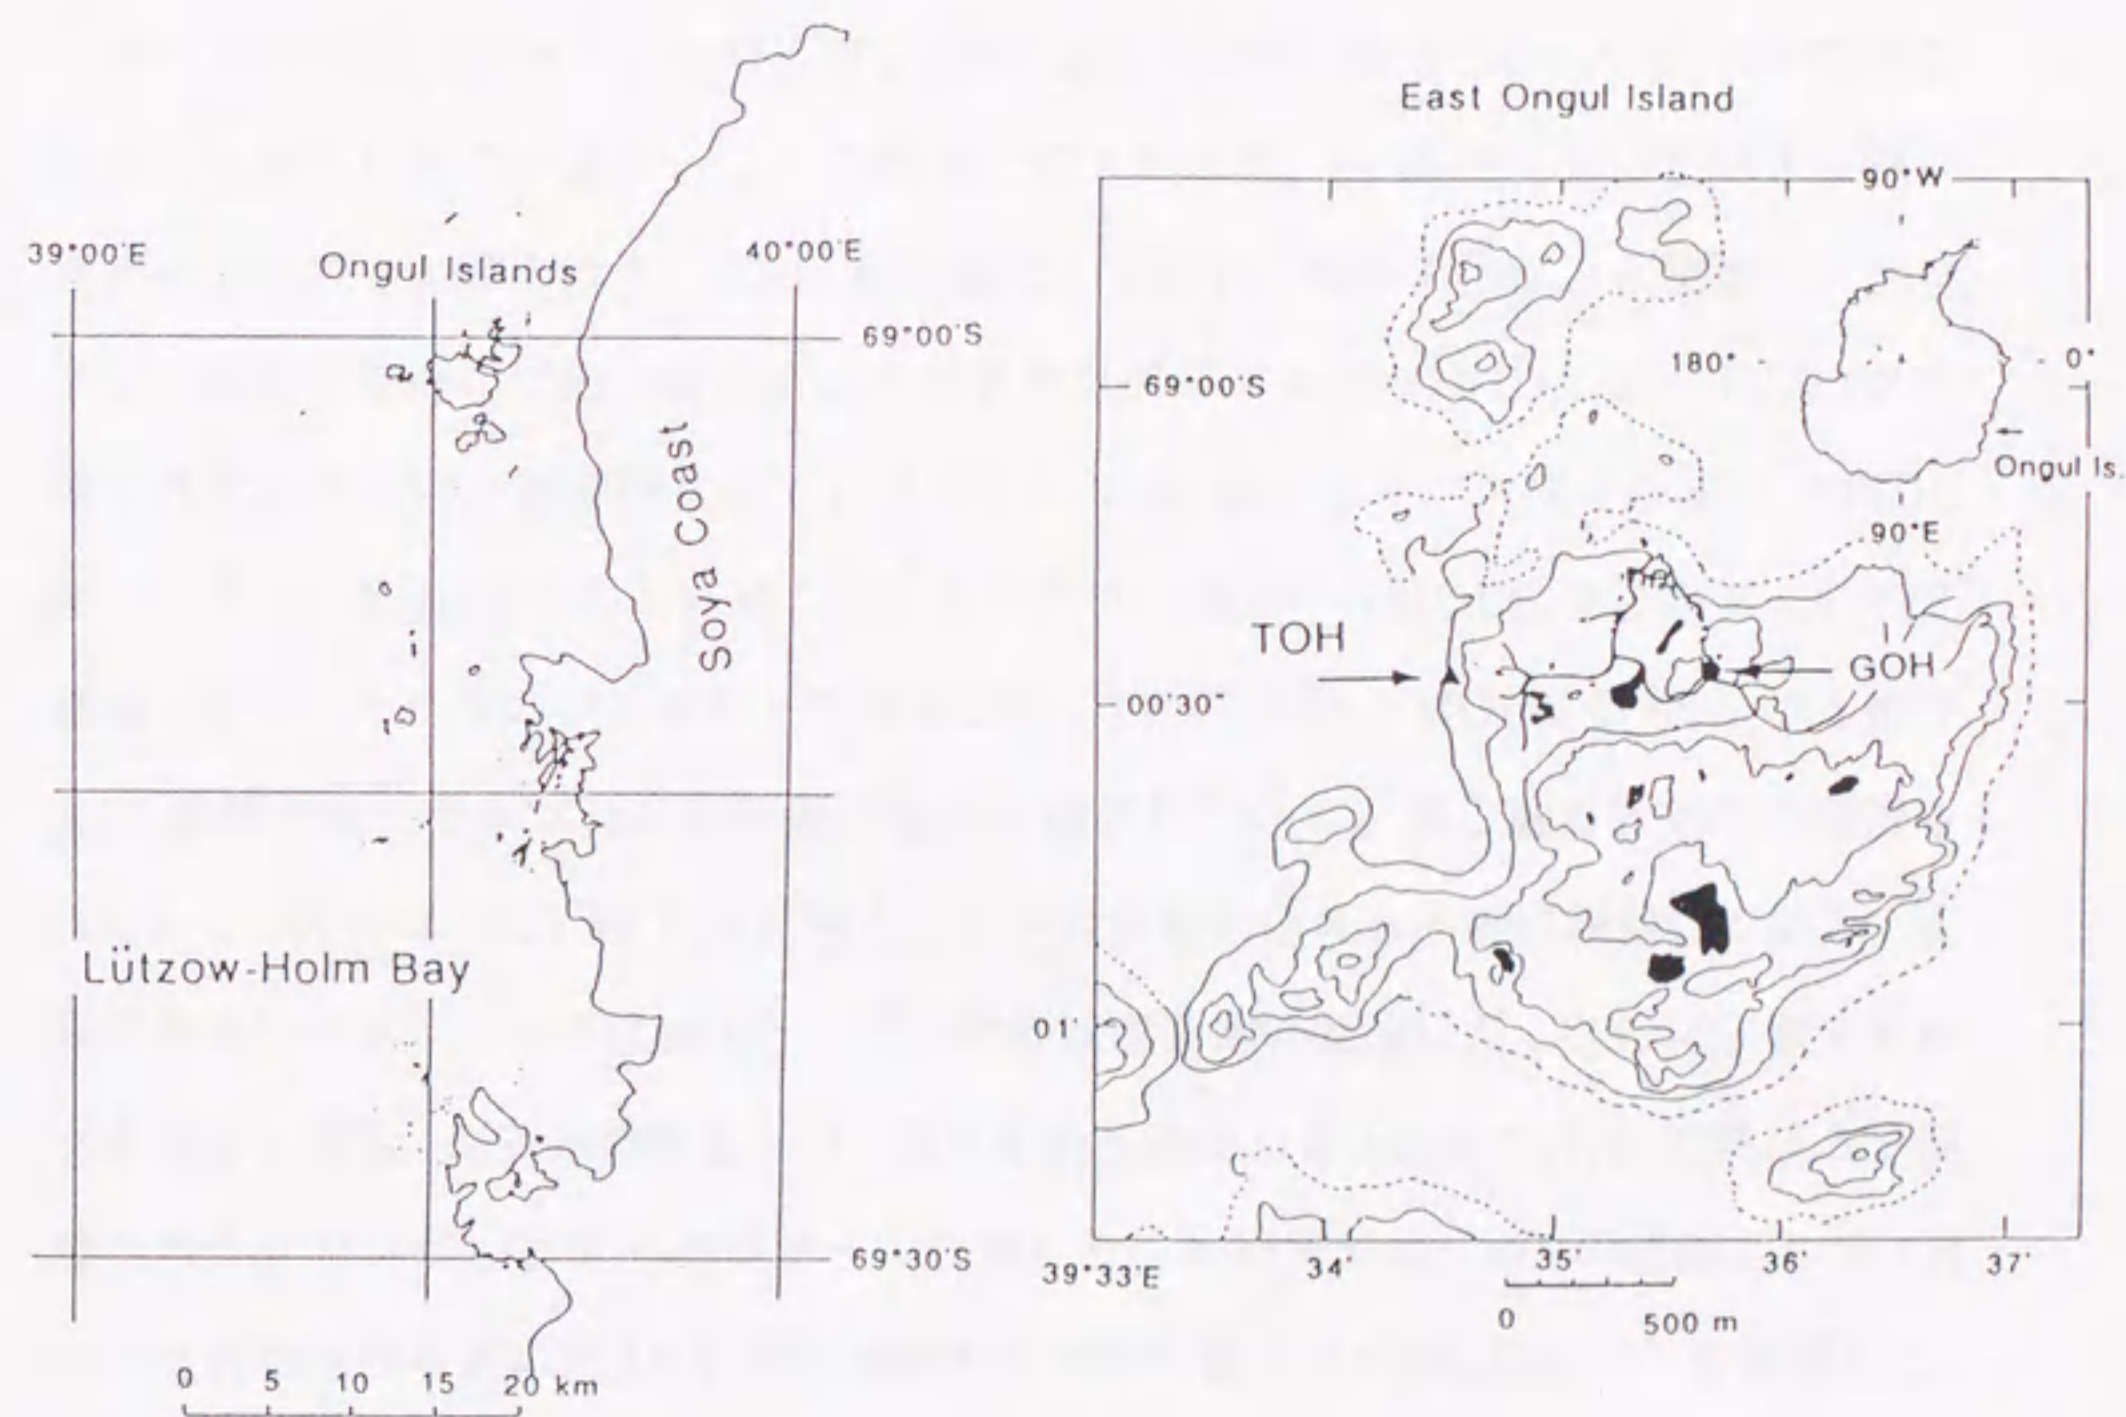 39°00'E
Ongul Islands
40°00'E
69°00'S
Soya Coast
Lützow-Holm Bay
69°30'S
0 5 10 15 20 km
East Ongul Island
90°W
180°
0°
Ongul Is.
90°E
69°00'S
TOH
GOH
00'30"
01'
39°33'E 34' 35' 36' 37'
0 500 m